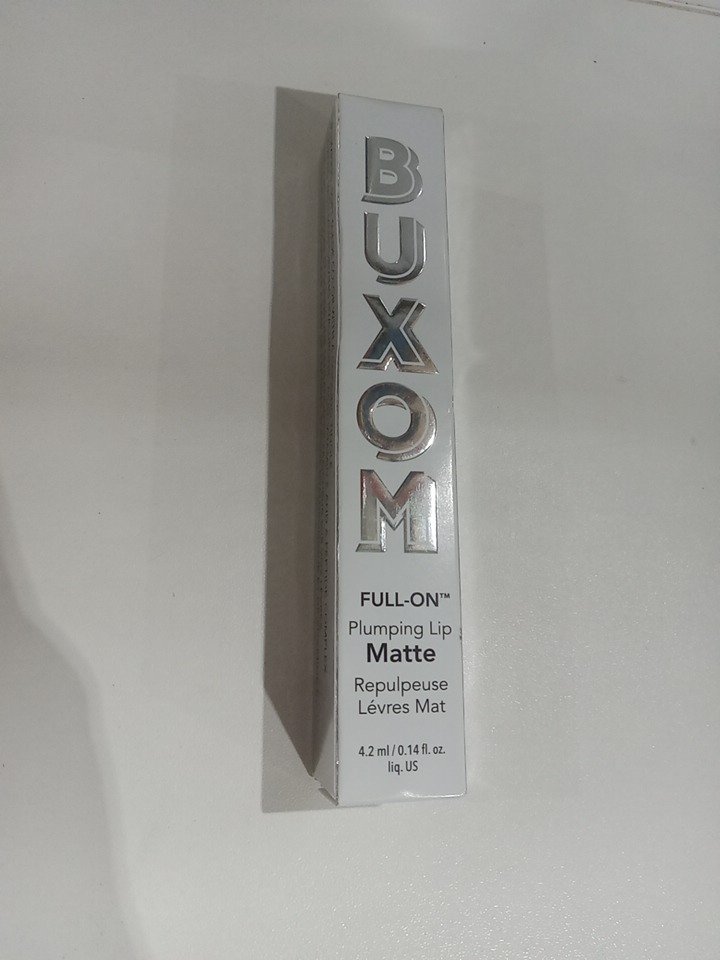 BUXOM
FULL-ON™
Plumping Lip
Matte
Repulpeuse
Lévres Mat
4.2 ml / 0.14 fl. oz.
liq. US